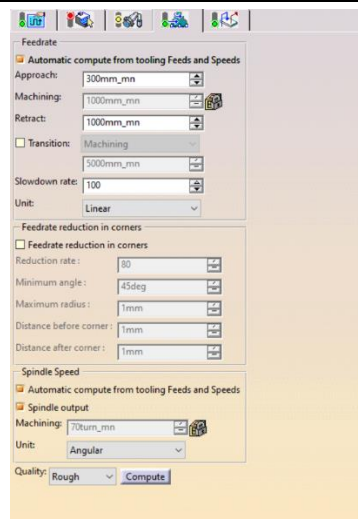 Feedrate
Automatic compute from tooling Feeds and Speeds
Approach: 300mm_mn
Machining: 1000mm_mn
Retract: 1000mm_mn
Transition: Machining
5000mm_mn
Slowdown rate: 100
Unit: Linear
Feedrate reduction in corners
Feedrate reduction in corners
Reduction rate : 80
Minimum angle : 45deg
Maximum radius : 1mm
Distance before corner : 1mm
Distance after corner : 1mm
Spindle Speed
Automatic compute from tooling Feeds and Speeds
Spindle output
Machining: 70turn_mn
Unit: Angular
Quality: Rough Compute